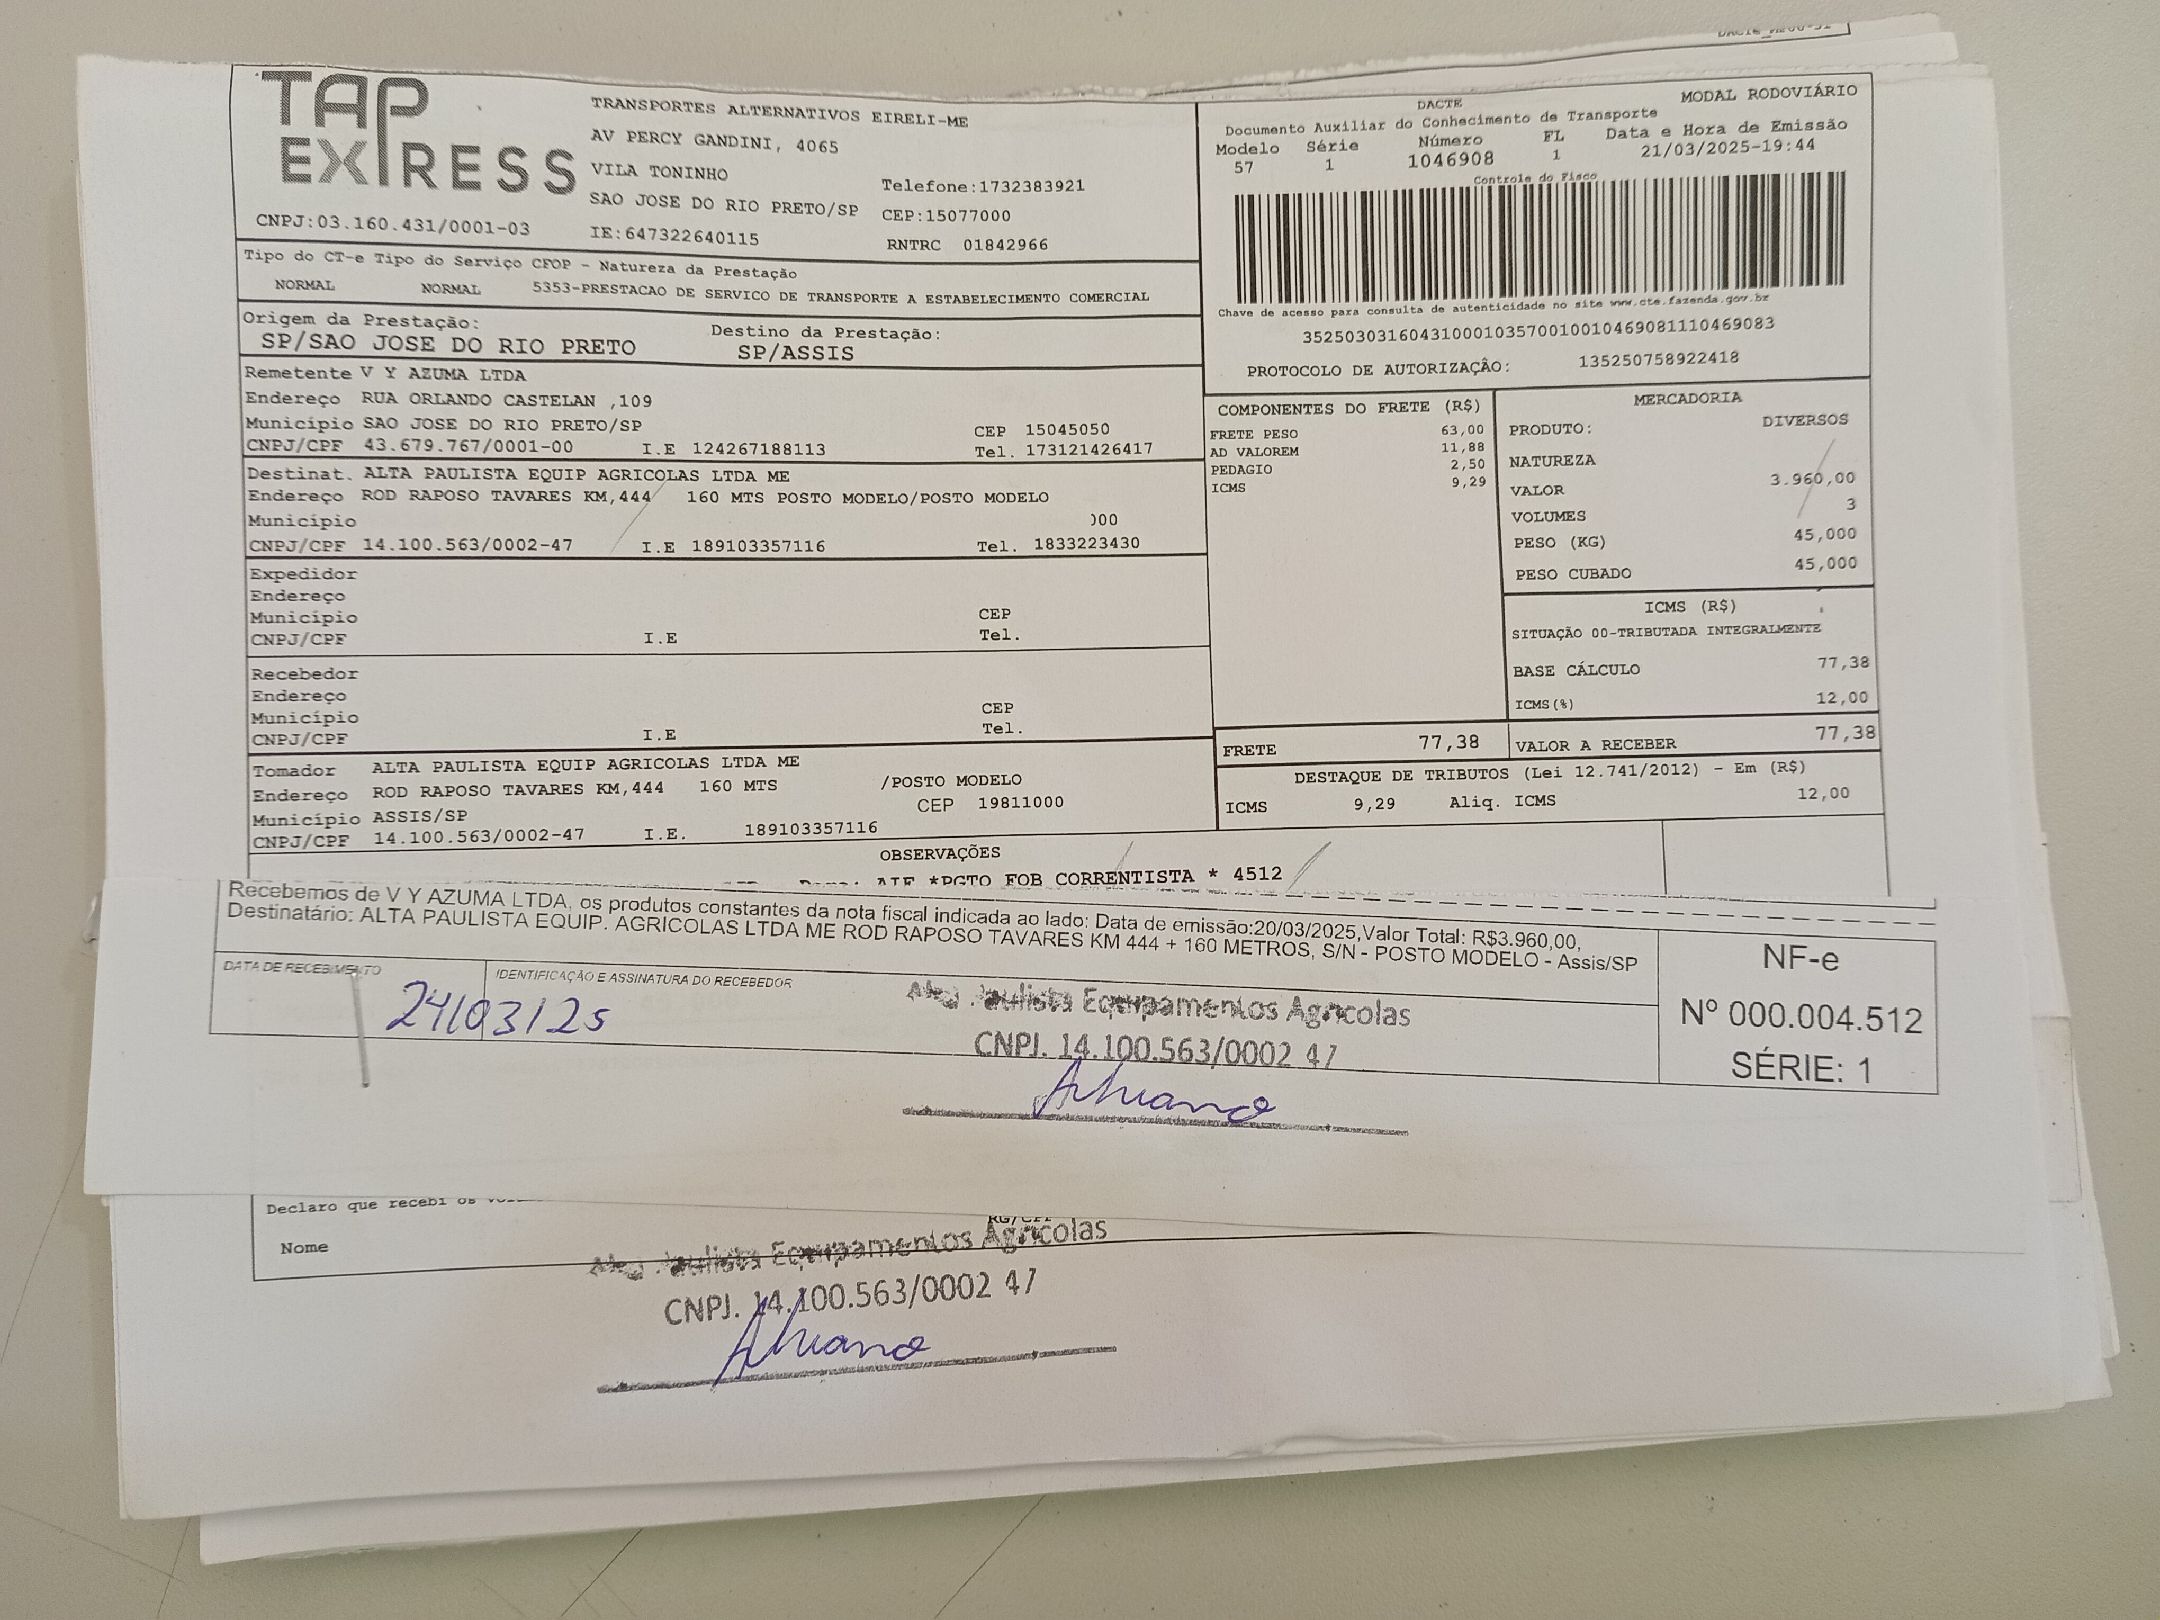 TAP EXPRESS
TRANSPORTES ALTERNATIVOS EIRELI-ME
AV PERCY GANDINI, 4065
VILA TONINHO
SAO JOSE DO RIO PRETO/SP
Telefone:1732383921
CEP:15077000
CNPJ:03.160.431/0001-03
IE:647322640115
RNTRC 01842966
DACTE
MODAL RODOVIÁRIO
Documento Auxiliar do Conhecimento de Transporte
Modelo Série Número FL Data e Hora de Emissão
57 1 1046908 1 21/03/2025-19:44
Controle do Fisco
Chave de acesso para consulta de autenticidade no site www.cte.fazenda.gov.br
35250303160431000103570010010469081110469083
PROTOCOLO DE AUTORIZAÇÂO: 135250758922418
Tipo do CT-e Tipo do Serviço CFOP - Natureza da Prestação
NORMAL NORMAL 5353-PRESTACAO DE SERVICO DE TRANSPORTE A ESTABELECIMENTO COMERCIAL
Origem da Prestação: Destino da Prestação:
SP/SAO JOSE DO RIO PRETO SP/ASSIS
Remetente V Y AZUMA LTDA
Endereço RUA ORLANDO CASTELAN ,109
Município SAO JOSE DO RIO PRETO/SP CEP 15045050
CNPJ/CPF 43.679.767/0001-00 I.E 124267188113 Tel. 173121426417
Destinat. ALTA PAULISTA EQUIP AGRICOLAS LTDA ME
Endereço ROD RAPOSO TAVARES KM,444 160 MTS POSTO MODELO/POSTO MODELO
Município 000
CNPJ/CPF 14.100.563/0002-47 I.E 189103357116 Tel. 1833223430
Expedidor
Endereço
Município CEP
CNPJ/CPF I.E Tel.
Recebedor
Endereço
Município CEP
CNPJ/CPF I.E Tel.
Tomador ALTA PAULISTA EQUIP AGRICOLAS LTDA ME
Endereço ROD RAPOSO TAVARES KM,444 160 MTS /POSTO MODELO
Município ASSIS/SP CEP 19811000
CNPJ/CPF 14.100.563/0002-47 I.E. 189103357116
COMPONENTES DO FRETE (R$)
FRETE PESO 63,00
AD VALOREM 11,88
PEDAGIO 2,50
ICMS 9,29
MERCADORIA
PRODUTO: DIVERSOS
NATUREZA
VALOR 3.960,00
VOLUMES 3
PESO (KG) 45,000
PESO CUBADO 45,000
ICMS (R$)
SITUAÇÃO 00-TRIBUTADA INTEGRALMENTE
BASE CÁLCULO 77,38
ICMS(%) 12,00
FRETE 77,38 VALOR A RECEBER 77,38
DESTAQUE DE TRIBUTOS (Lei 12.741/2012) - Em (R$)
ICMS 9,29 Aliq. ICMS 12,00
OBSERVAÇÕES
*PGTO FOB CORRENTISTA * 4512
Recebemos de V Y AZUMA LTDA, os produtos constantes da nota fiscal indicada ao lado: Data de emissão:20/03/2025,Valor Total: R$3.960,00,
Destinatário: ALTA PAULISTA EQUIP. AGRICOLAS LTDA ME ROD RAPOSO TAVARES KM 444 + 160 METROS, S/N - POSTO MODELO - Assis/SP
DATA DE RECEBIMENTO
24/03/25
IDENTIFICAÇÃO E ASSINATURA DO RECEBEDOR
Paulista Equipamentos Agricolas
CNPJ. 14.100.563/0002 47
NF-e
Nº 000.004.512
SÉRIE: 1
Declaro que recebi os
RG/CPF
Nome
Paulista Equipamentos Agricolas
CNPJ. 14.100.563/0002 47